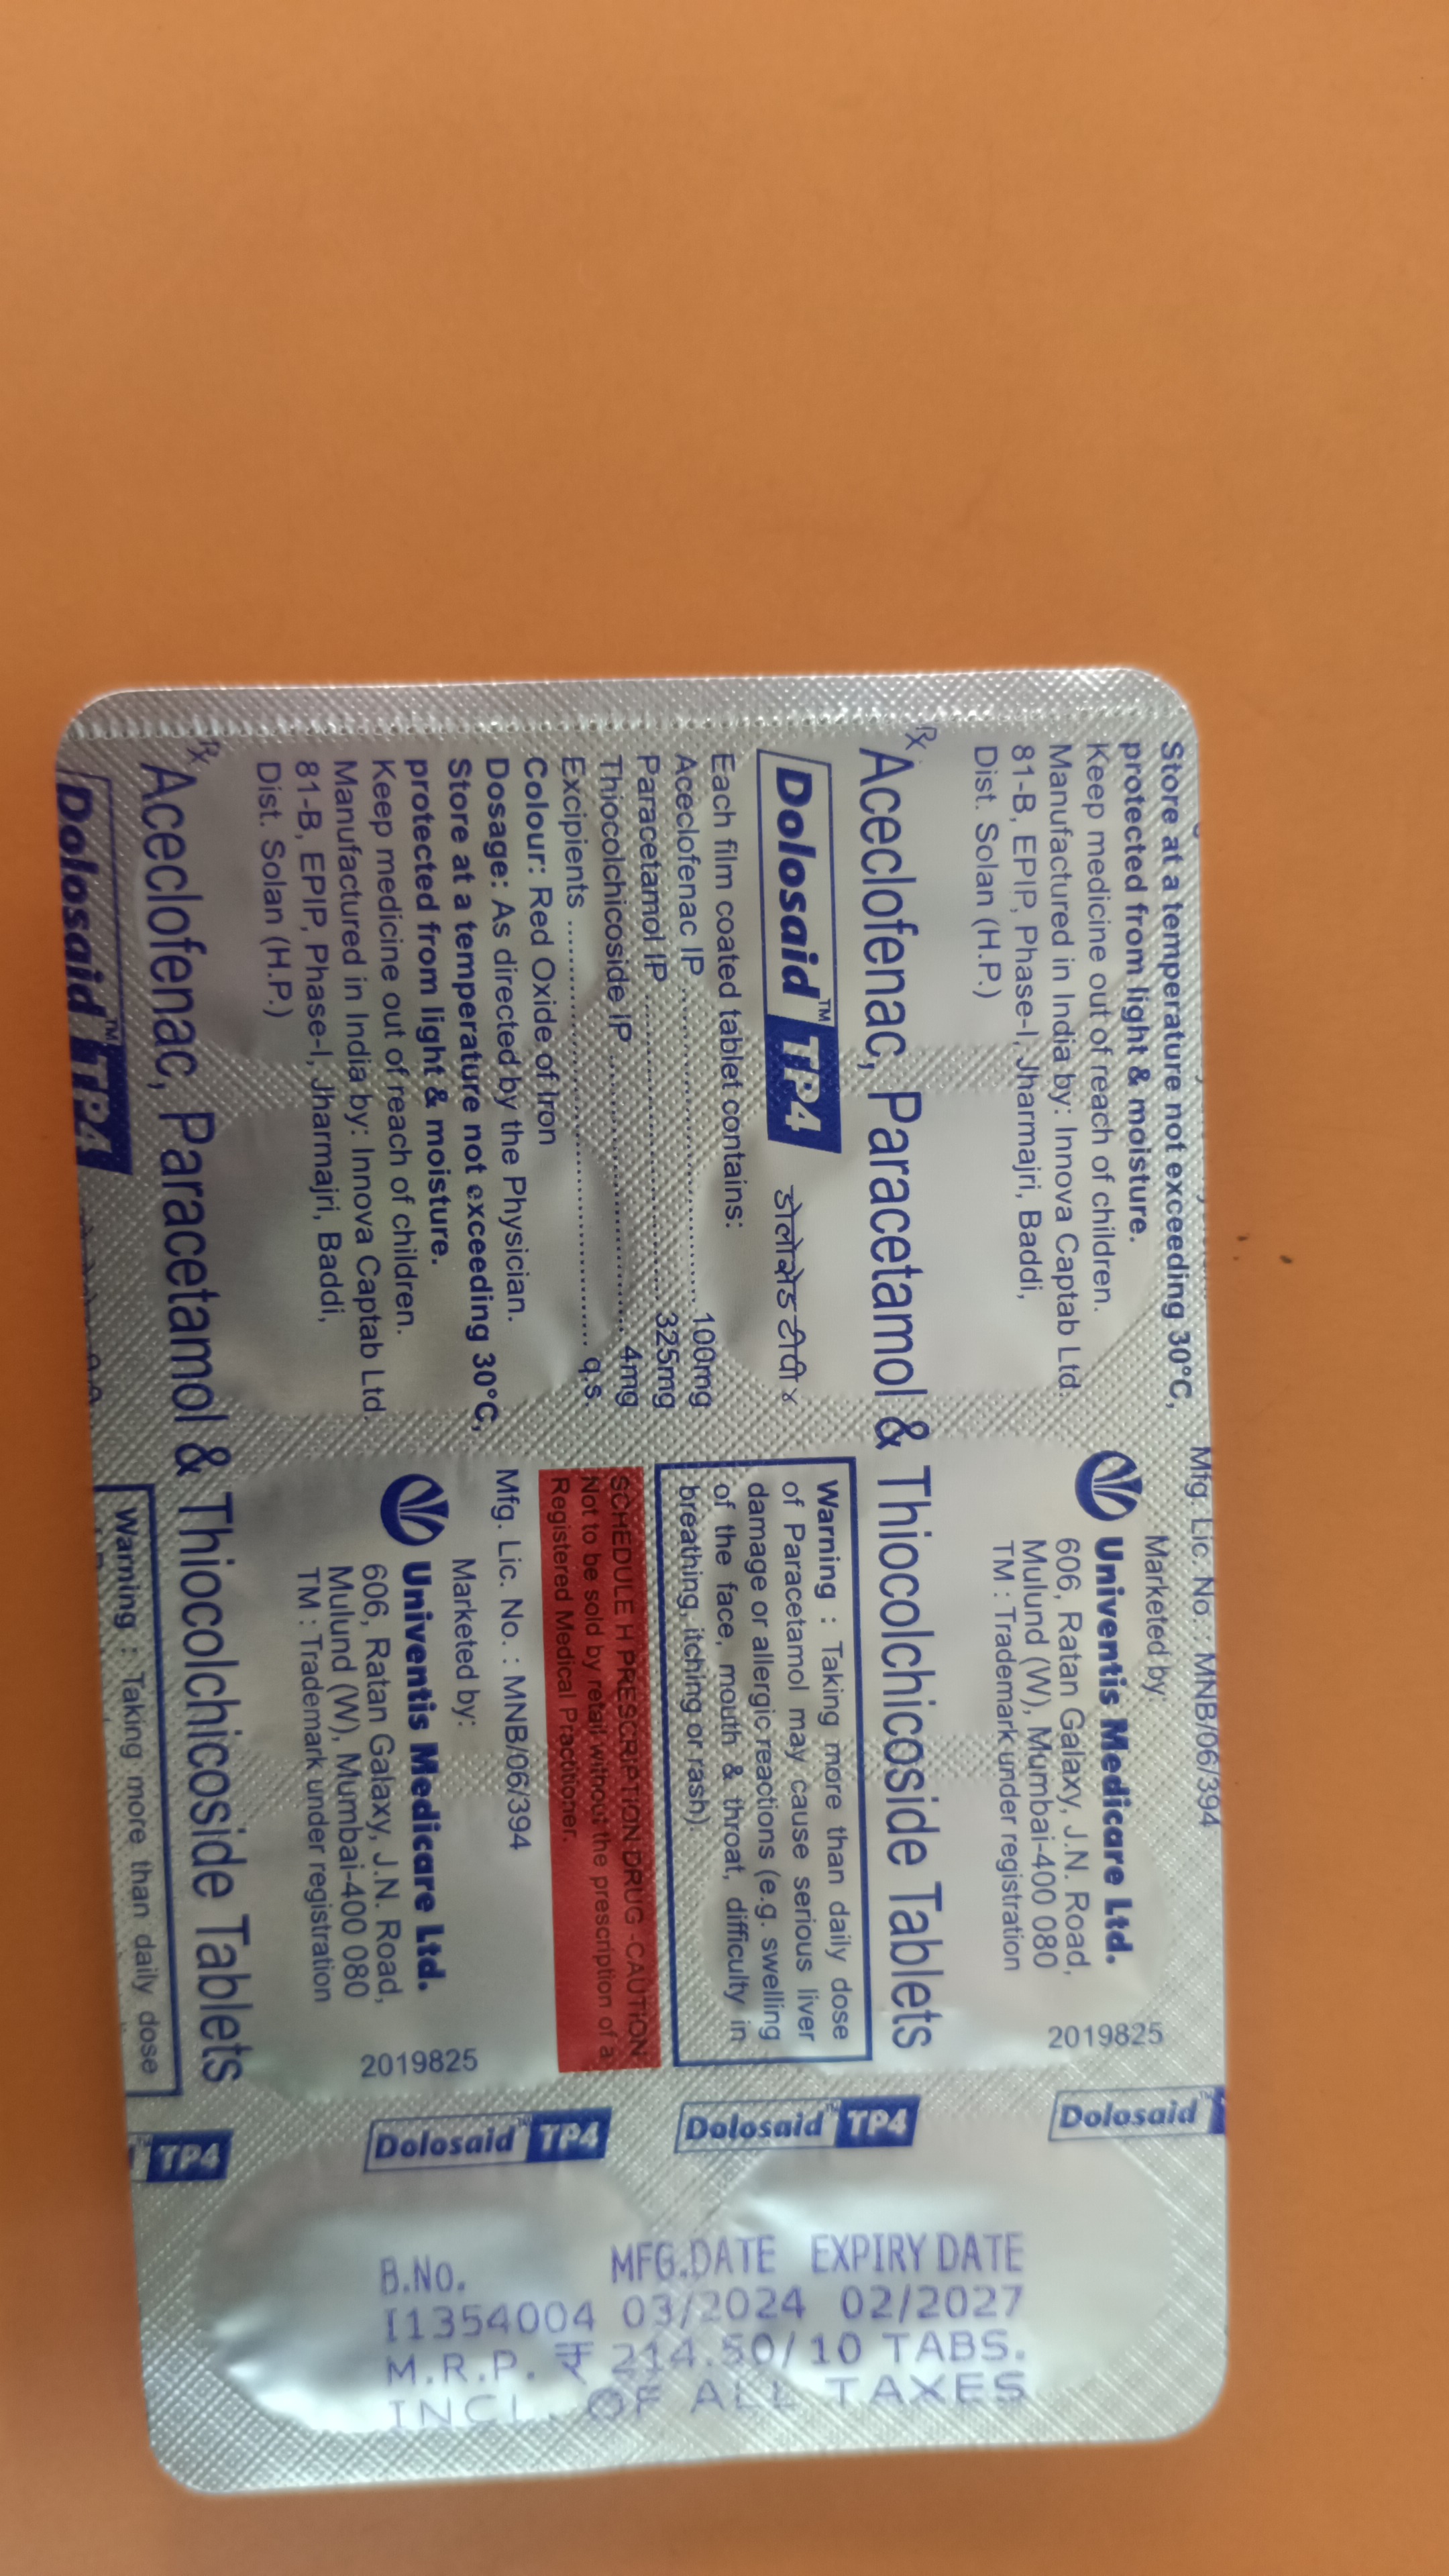 Mfg. Lic. No. : MNB/06/394
Store at a temperature not exceeding 30°C,
protected from light & moisture.
Keep medicine out of reach of children.
Manufactured in India by: Innova Captab Ltd.
81-B, EPIP, Phase-I, Jharmajri, Baddi,
Dist. Solan (H.P.)
Marketed by
Univentis Medicare Ltd.
606, Ratan Galaxy, J.N. Road,
Mulund (W), Mumbai-400 080
TM : Trademark under registration
2019825
Dolosaid™
Rx
Aceclofenac, Paracetamol & Thiocolchicoside Tablets
Dolosaid™ TP4 डोलोसेड टीपी ४
Each film coated tablet contains:
Aceclofenac IP ........................ 100mg
Paracetamol IP ........................ 325mg
Thiocolchicoside IP ........................ 4mg
Excipients ........................ q.s.
Colour: Red Oxide of Iron
Dosage: As directed by the Physician.
Store at a temperature not exceeding 30°C,
protected from light & moisture.
Keep medicine out of reach of children.
Manufactured in India by: Innova Captab Ltd.
81-B, EPIP, Phase-I, Jharmajri, Baddi,
Dist. Solan (H.P.)
Warning : Taking more than daily dose
of Paracetamol may cause serious liver
damage or allergic reactions (e.g. swelling
of the face, mouth & throat, difficulty in
breathing, itching or rash).
SCHEDULE H PRESCRIPTION DRUG -CAUTION
Not to be sold by retail without the prescription of a
Registered Medical Practitioner.
Mfg. Lic. No. : MNB/06/394
Marketed by:
Univentis Medicare Ltd.
606, Ratan Galaxy, J.N. Road,
Mulund (W), Mumbai-400 080
TM : Trademark under registration
2019825
Dolosaid™ TP4
Dolosaid™ TP4
Rx
Aceclofenac, Paracetamol & Thiocolchicoside Tablets
Dolosaid™ TP4
Warning : Taking more than daily dose
™ TP4
B.NO. MFG.DATE EXPIRY DATE
I1354004 03/2024 02/2027
M.R.P. ₹ 214.50/10 TABS.
INCL. OF ALL TAXES